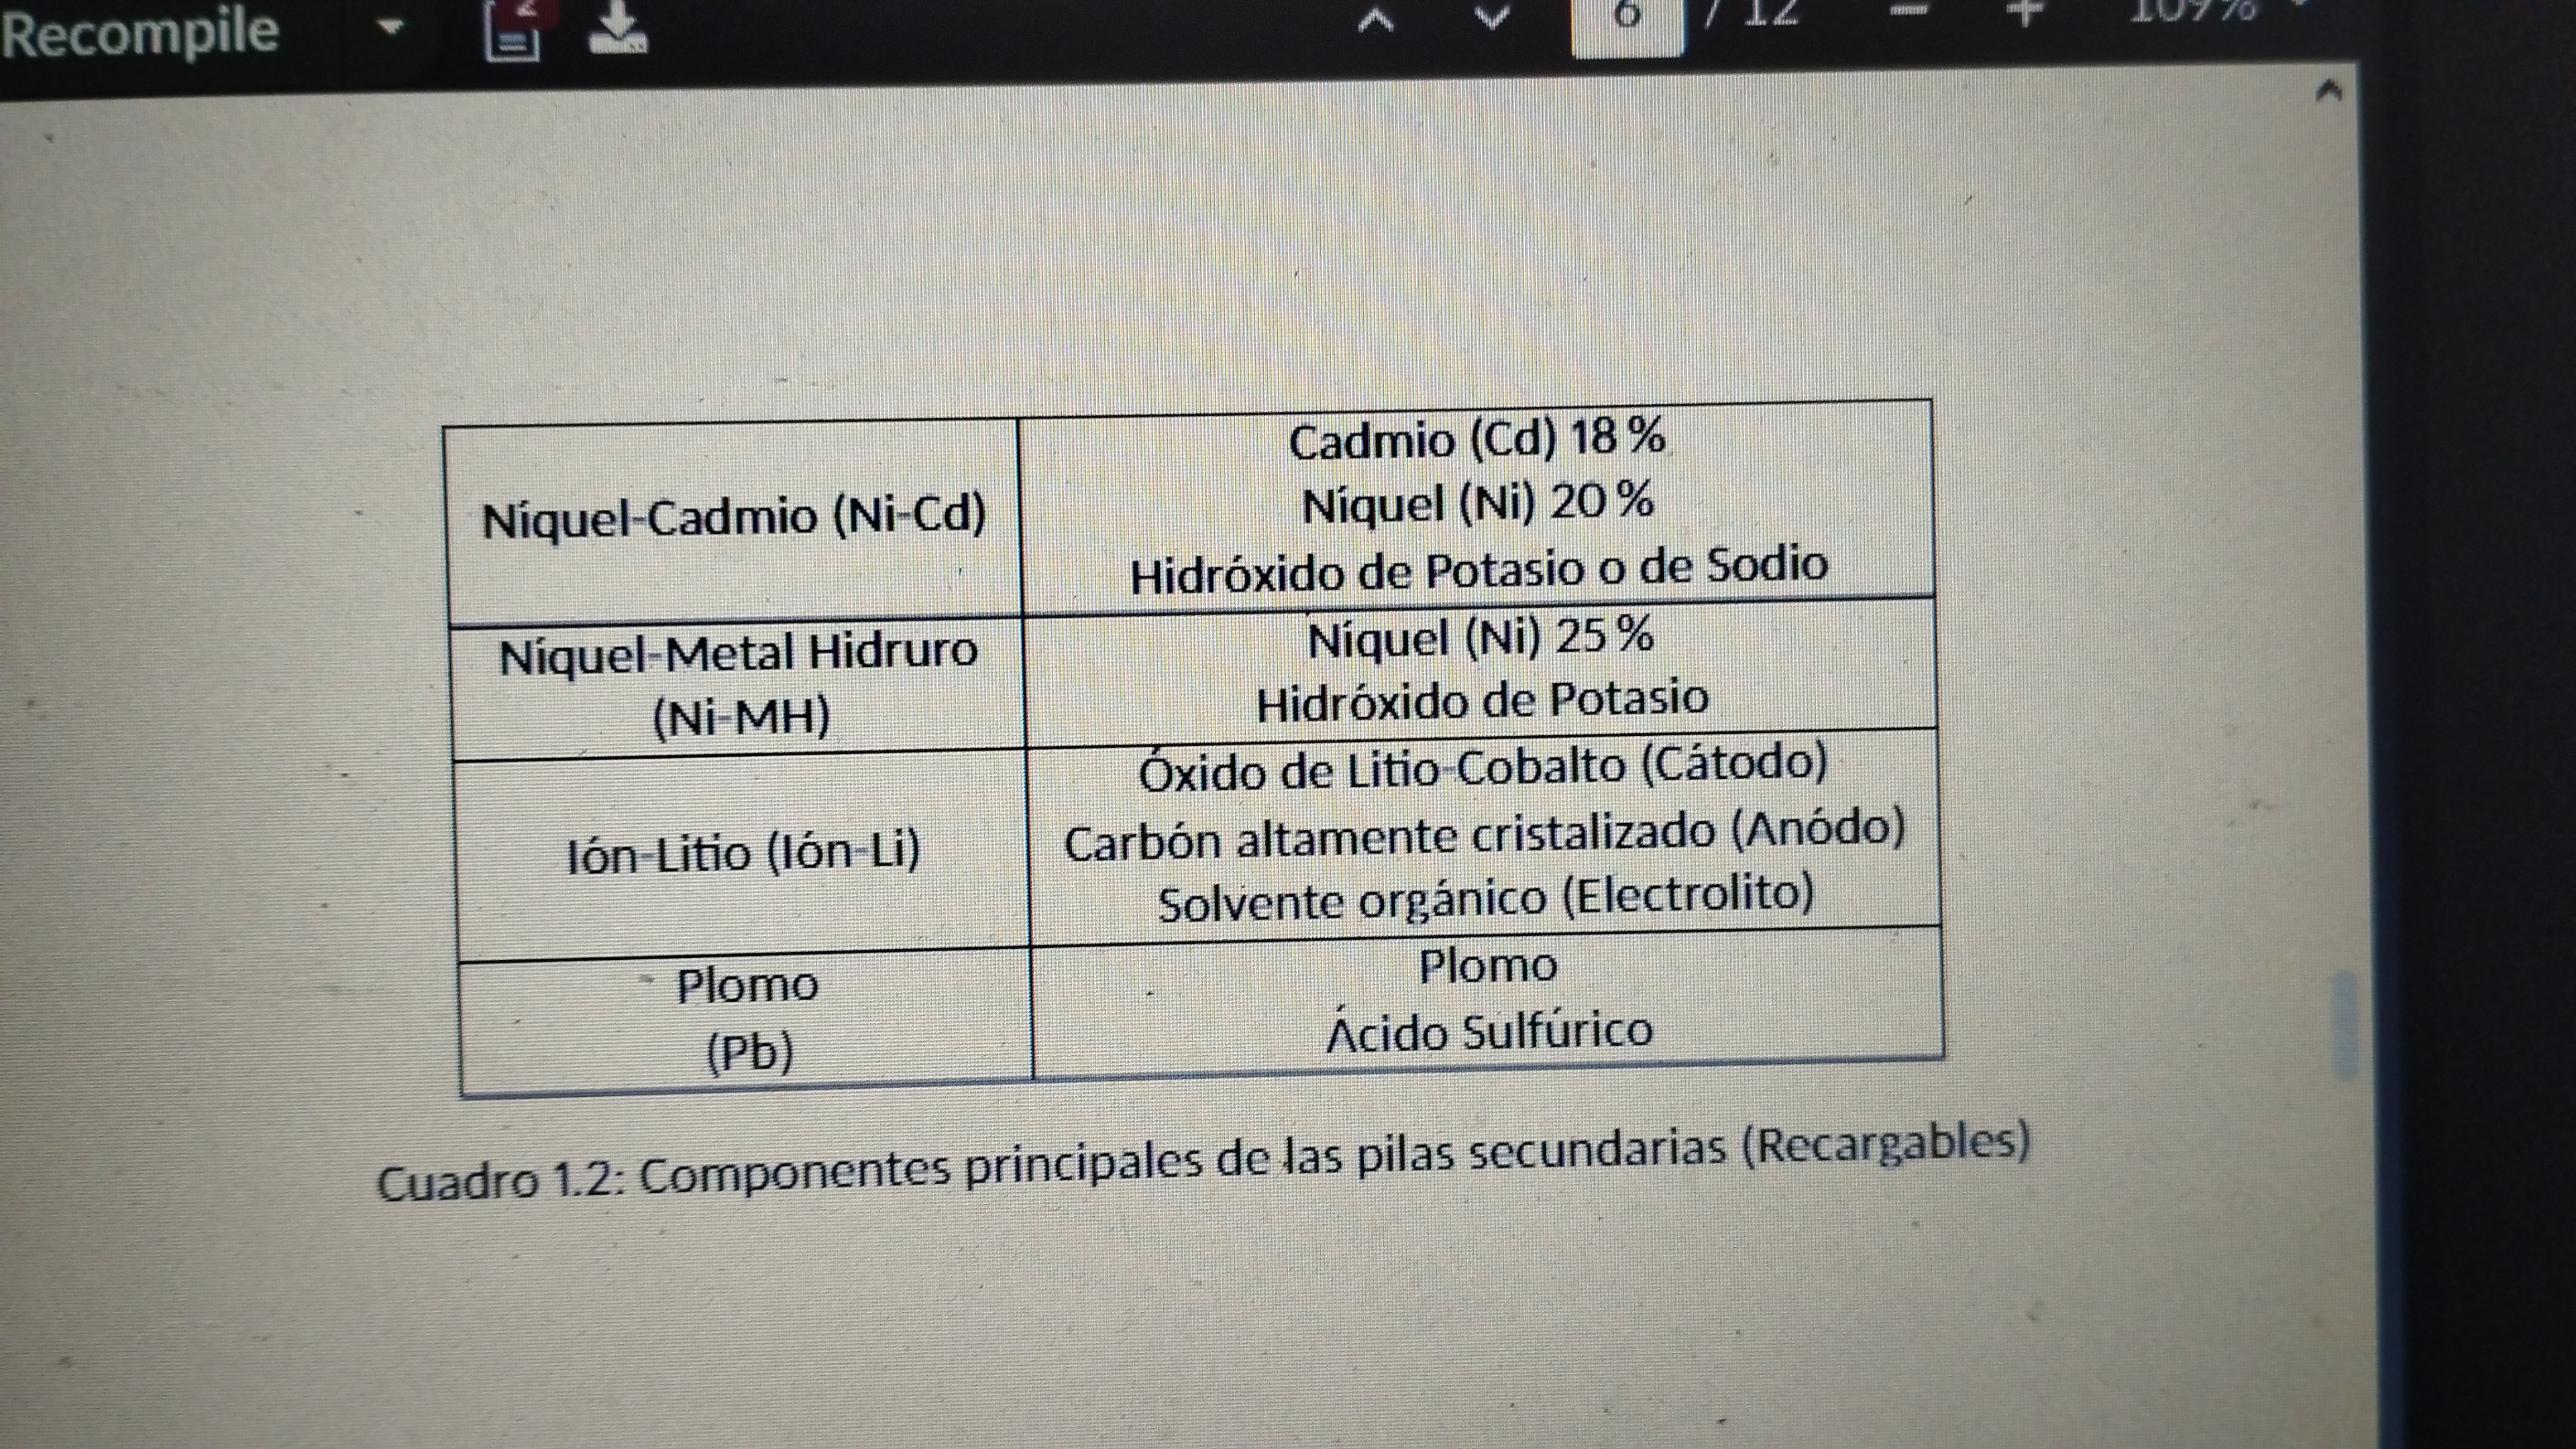 Recompile
2
6 / 12
109%
Níquel-Cadmio (Ni-Cd)
Cadmio (Cd) 18 %
Níquel (Ni) 20 %
Hidróxido de Potasio o de Sodio
Níquel-Metal Hidruro
(Ni-MH)
Níquel (Ni) 25 %
Hidróxido de Potasio
Ión-Litio (Ión-Li)
Óxido de Litio-Cobalto (Cátodo)
Carbón altamente cristalizado (Anódo)
Solvente orgánico (Electrolito)
Plomo
(Pb)
Plomo
Ácido Sulfúrico
Cuadro 1.2: Componentes principales de las pilas secundarias (Recargables)